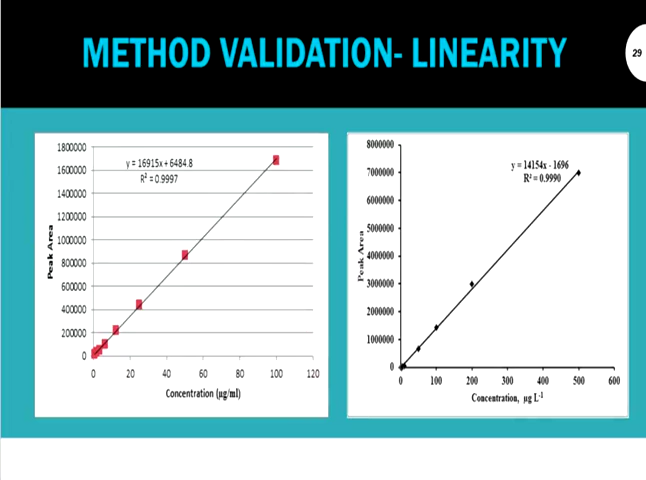 METHOD VALIDATION- LINEARITY
29
1800000
1600000
1400000
1200000
1000000
800000
600000
400000
200000
0
0 20 40 60 80 100 120
Peak Area
Concentration (µg/ml)
y = 16915x + 6484.8
R² = 0.9997
8000000
7000000
6000000
5000000
4000000
3000000
2000000
1000000
0
0 100 200 300 400 500 600
Peak Area
Concentration, µg L⁻¹
y = 14154x - 1696
R² = 0.9990